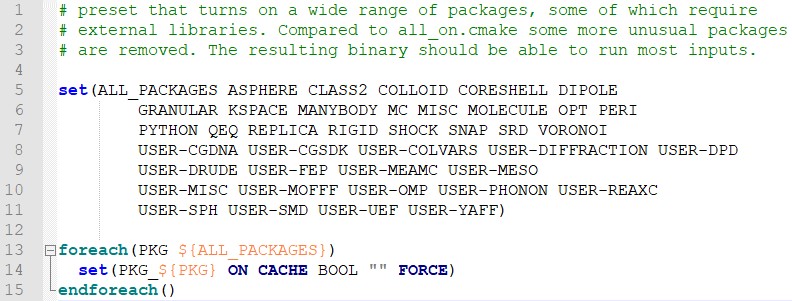 1 # preset that turns on a wide range of packages, some of which require
2 # external libraries. Compared to all_on.cmake some more unusual packages
3 # are removed. The resulting binary should be able to run most inputs.
4
5 set(ALL_PACKAGES ASPHERE CLASS2 COLLOID CORESHELL DIPOLE
6 GRANULAR KSPACE MANYBODY MC MISC MOLECULE OPT PERI
7 PYTHON QEQ REPLICA RIGID SHOCK SNAP SRD VORONOI
8 USER-CGDNA USER-CGSDK USER-COLVARS USER-DIFFRACTION USER-DPD
9 USER-DRUDE USER-FEP USER-MEAMC USER-MESO
10 USER-MISC USER-MOFFF USER-OMP USER-PHONON USER-REAXC
11 USER-SPH USER-SMD USER-UEF USER-YAFF)
12
13 foreach(PKG ${ALL_PACKAGES})
14 set(PKG_${PKG} ON CACHE BOOL "" FORCE)
15 endforeach()